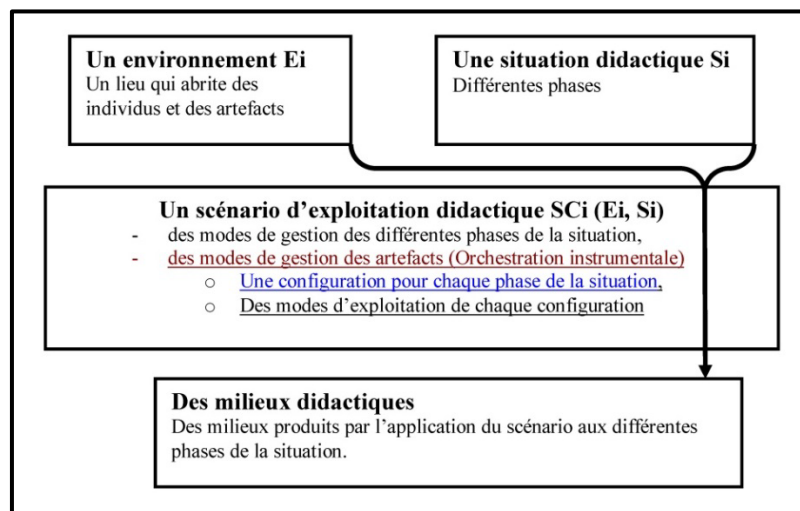 Un environnement Ei
Un lieu qui abrite des
individus et des artefacts
Une situation didactique Si
Différentes phases
Un scénario d’exploitation didactique SCi (Ei, Si)
- des modes de gestion des différentes phases de la situation,
- des modes de gestion des artefacts (Orchestration instrumentale)
o Une configuration pour chaque phase de la situation,
o Des modes d’exploitation de chaque configuration
Des milieux didactiques
Des milieux produits par l’application du scénario aux différentes
phases de la situation.